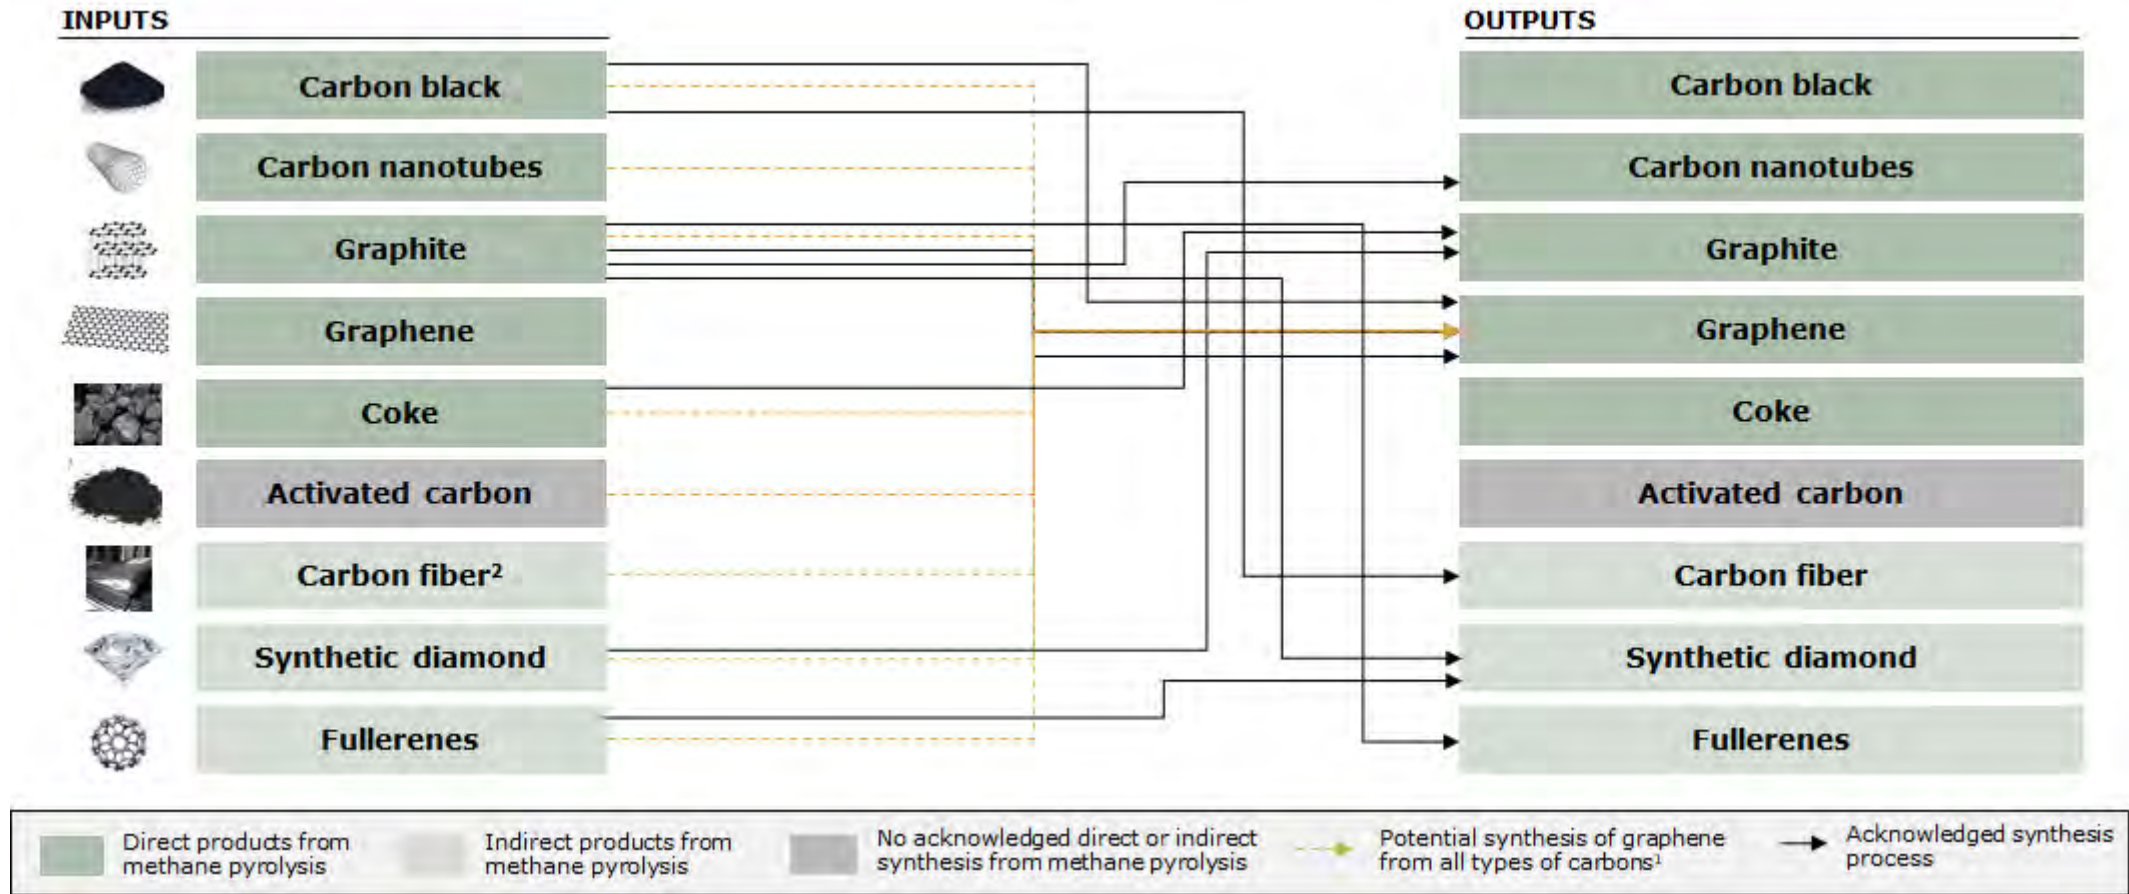 INPUTS
Carbon black
Carbon nanotubes
Graphite
Graphene
Coke
Activated carbon
Carbon fiber²
Synthetic diamond
Fullerenes
OUTPUTS
Carbon black
Carbon nanotubes
Graphite
Graphene
Coke
Activated carbon
Carbon fiber
Synthetic diamond
Fullerenes
Direct products from
methane pyrolysis
Indirect products from
methane pyrolysis
No acknowledged direct or indirect
synthesis from methane pyrolysis
Potential synthesis of graphene
from all types of carbons¹
Acknowledged synthesis
process